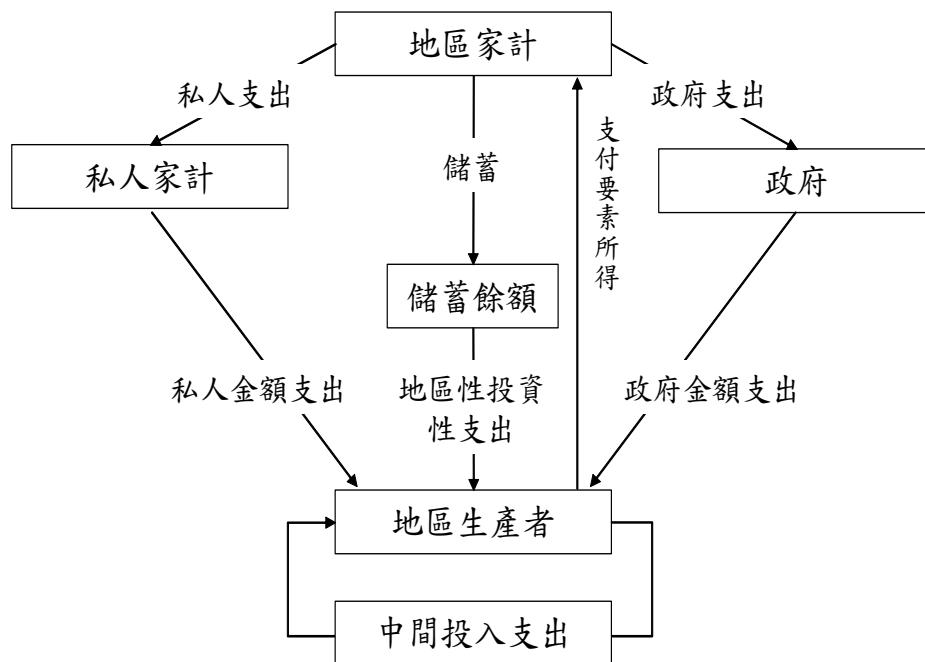 地區家計
私人支出
政府支出
私人家計
儲蓄
支付要素所得
政府
儲蓄餘額
私人金額支出
地區性投資
性支出
政府金額支出
地區生產者
中間投入支出